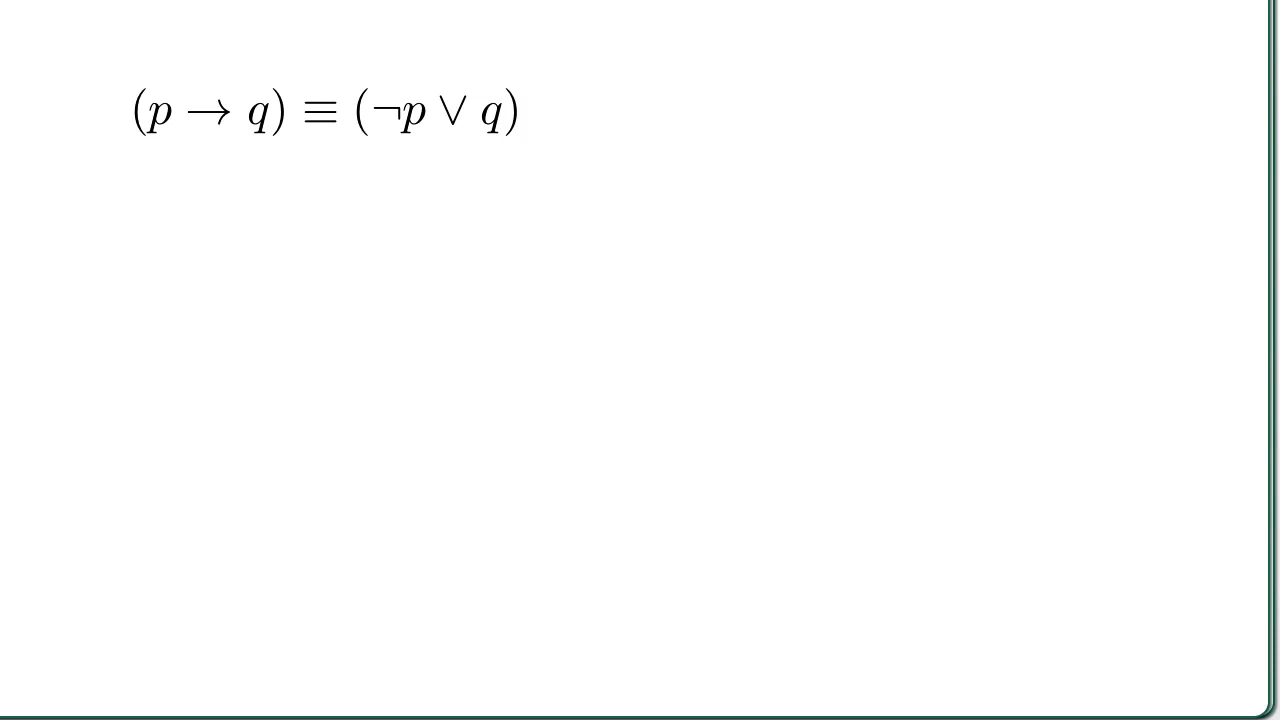 (p → q) ≡ (¬p ∨ q)